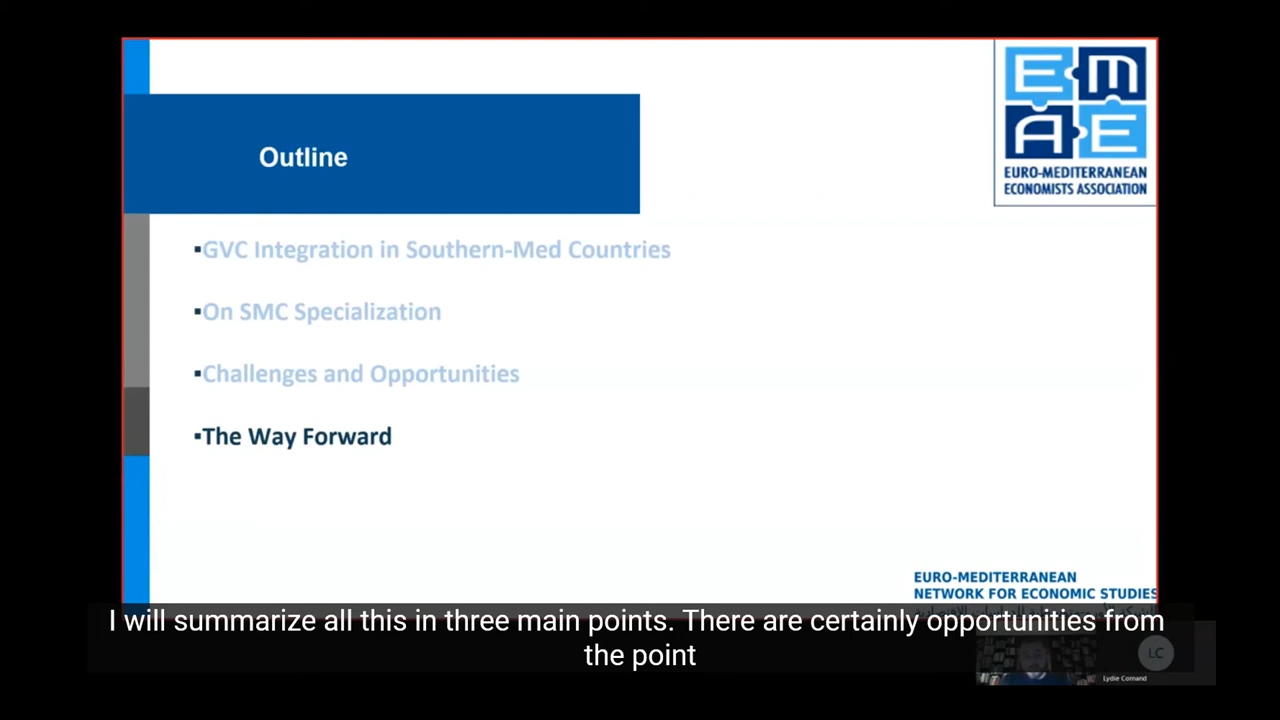 E M
A E
EURO-MEDITERRANEAN
ECONOMISTS ASSOCIATION
Outline
▪GVC Integration in Southern-Med Countries
▪On SMC Specialization
▪Challenges and Opportunities
▪The Way Forward
EURO-MEDITERRANEAN
NETWORK FOR ECONOMIC STUDIES
I will summarize all this in three main points. There are certainly opportunities from
the point
LC
Lydie Cornand